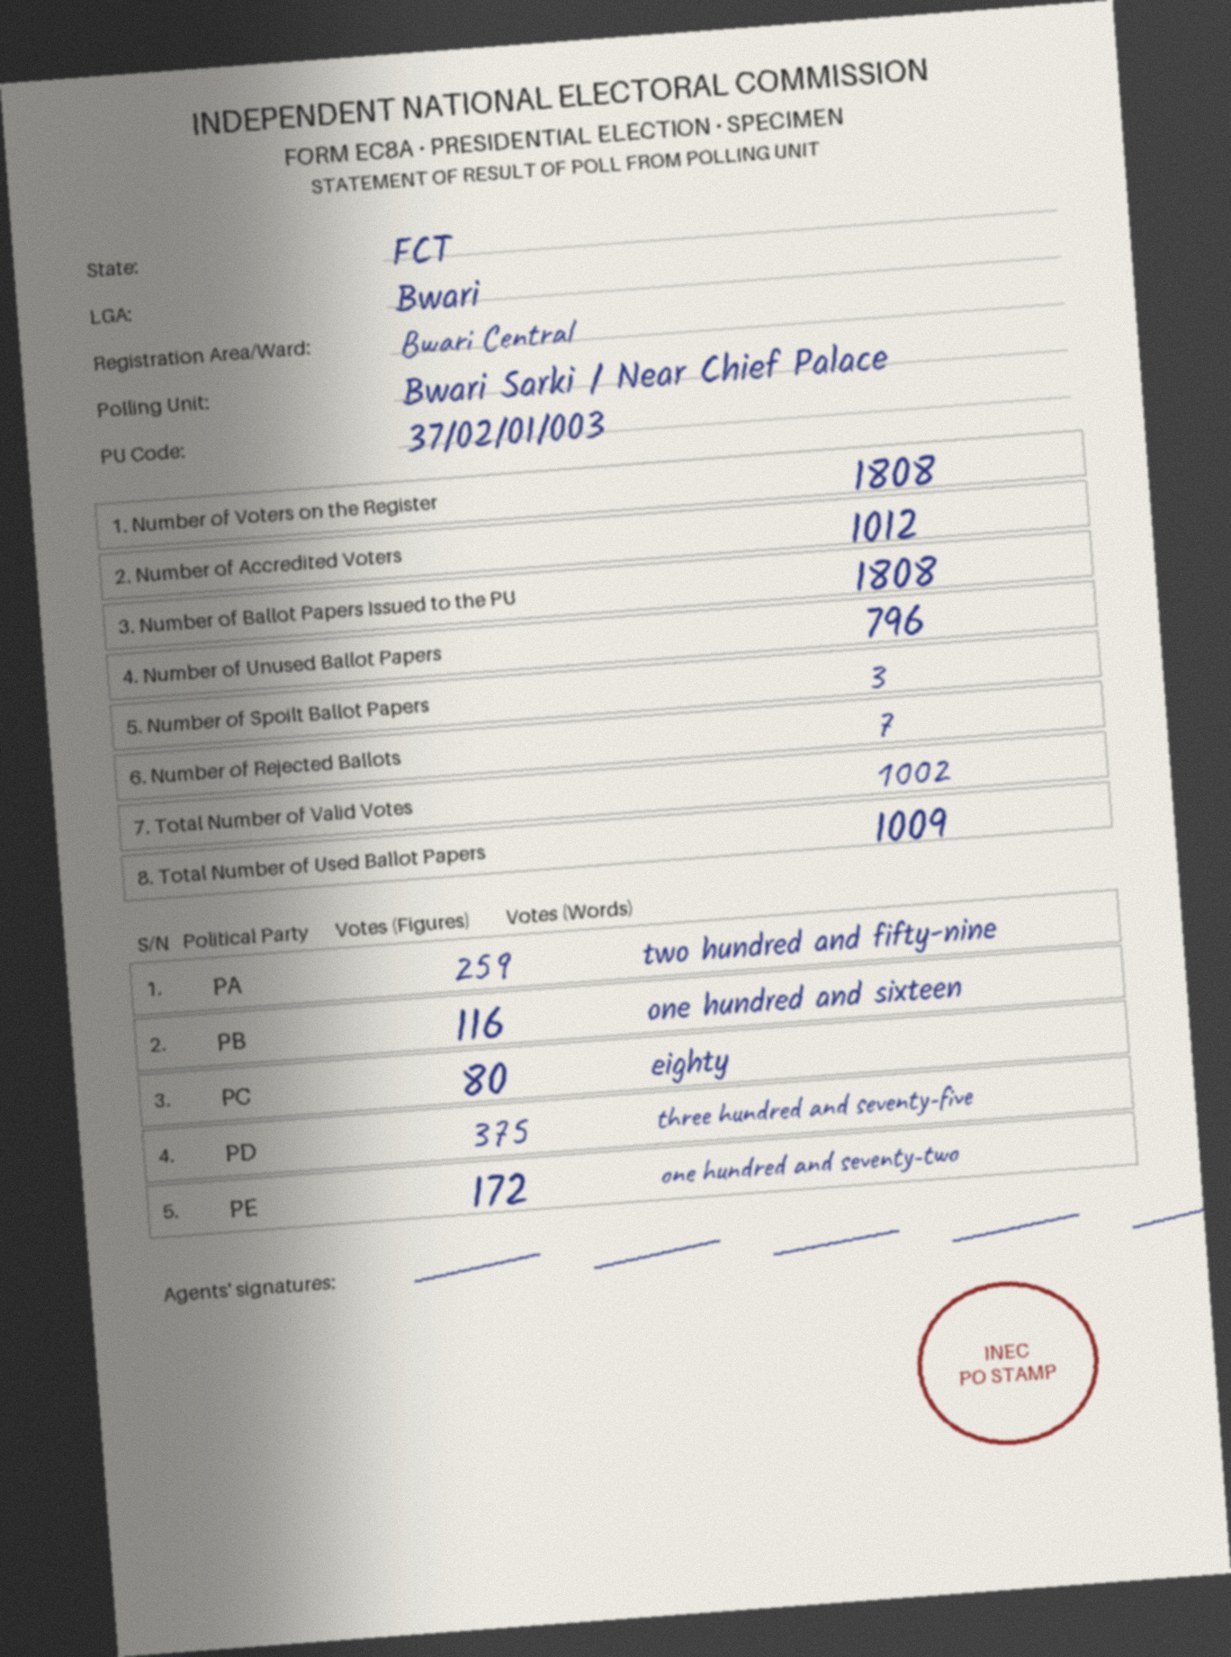 INDEPENDENT NATIONAL ELECTORAL COMMISSION
FORM EC8A · PRESIDENTIAL ELECTION · SPECIMEN
STATEMENT OF RESULT OF POLL FROM POLLING UNIT
State: FCT
LGA: Bwari
Registration Area/Ward: Bwari Central
Polling Unit: Bwari Sarki / Near Chief Palace
PU Code: 37/02/01/003
1. Number of Voters on the Register 1808
2. Number of Accredited Voters 1012
3. Number of Ballot Papers Issued to the PU 1808
4. Number of Unused Ballot Papers 796
5. Number of Spoilt Ballot Papers 3
6. Number of Rejected Ballots 7
7. Total Number of Valid Votes 1002
8. Total Number of Used Ballot Papers 1009
S/N Political Party Votes (Figures) Votes (Words)
1. PA 259 two hundred and fifty-nine
2. PB 116 one hundred and sixteen
3. PC 80 eighty
4. PD 375 three hundred and seventy-five
5. PE 172 one hundred and seventy-two
Agents' signatures:
INEC
PO STAMP